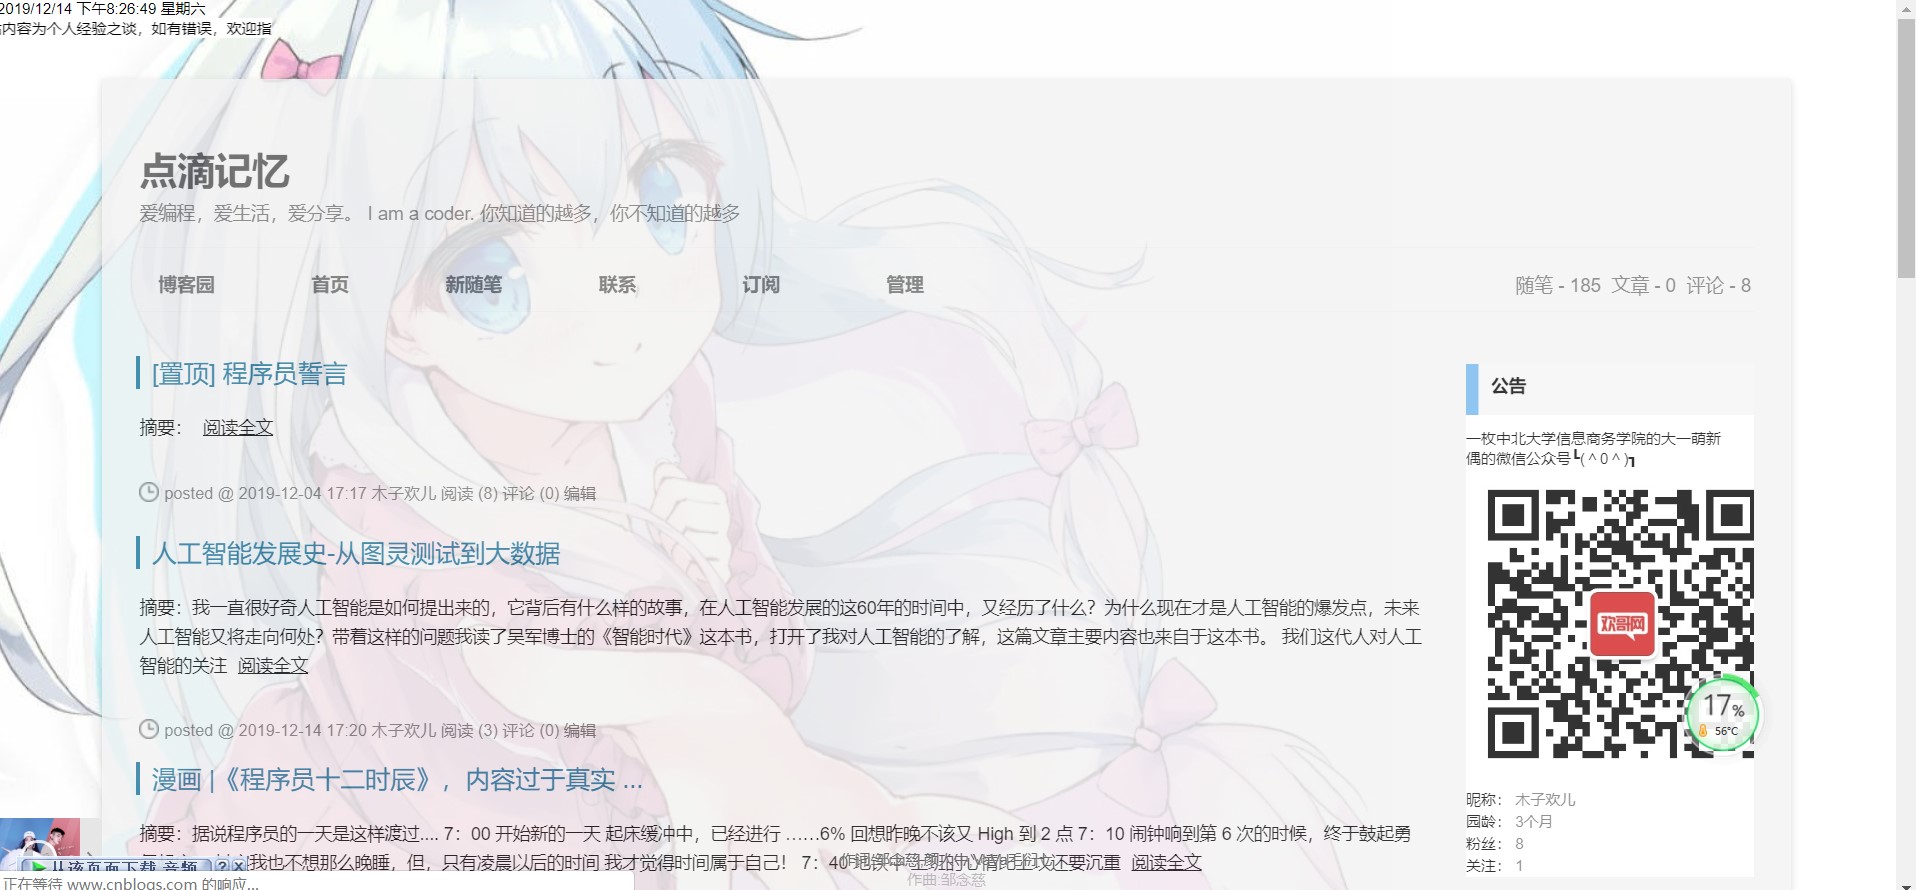 2019/12/14 下午8:26:49 星期六
内容为个人经验之谈，如有错误，欢迎指
点滴记忆
爱编程，爱生活，爱分享。 I am a coder. 你知道的越多，你不知道的越多
博客园 首页 新随笔 联系 订阅 管理
随笔 - 185 文章 - 0 评论 - 8
[置顶] 程序员誓言
摘要： 阅读全文
posted @ 2019-12-04 17:17 木子欢儿 阅读 (8) 评论 (0) 编辑
人工智能发展史-从图灵测试到大数据
摘要：我一直很好奇人工智能是如何提出来的，它背后有什么样的故事，在人工智能发展的这60年的时间中，又经历了什么？为什么现在才是人工智能的爆发点，未来
人工智能又将走向何处？带着这样的问题我读了吴军博士的《智能时代》这本书，打开了我对人工智能的了解，这篇文章主要内容也来自于这本书。 我们这代人对人工
智能的关注 阅读全文
posted @ 2019-12-14 17:20 木子欢儿 阅读 (3) 评论 (0) 编辑
漫画 |《程序员十二时辰》，内容过于真实 ...
摘要：据说程序员的一天是这样渡过.... 7：00 开始新的一天 起床缓冲中，已经进行 ……6% 回想昨晚不该又 High 到 2 点 7：10 闹钟响到第 6 次的时候，终于鼓起勇
我也不想那么晚睡，但，只有凌晨以后的时间 我才觉得时间属于自己！ 7：40 还要沉重 阅读全文
作曲:邹念慈
从该页面下载 音频 ? x
正在等待 www.cnblogs.com 的响应...
公告
一枚中北大学信息商务学院的大一萌新
偶的微信公众号┗( ^ 0 ^ )┓
欢哥网
17%
56°C
昵称： 木子欢儿
园龄： 3个月
粉丝： 8
关注： 1